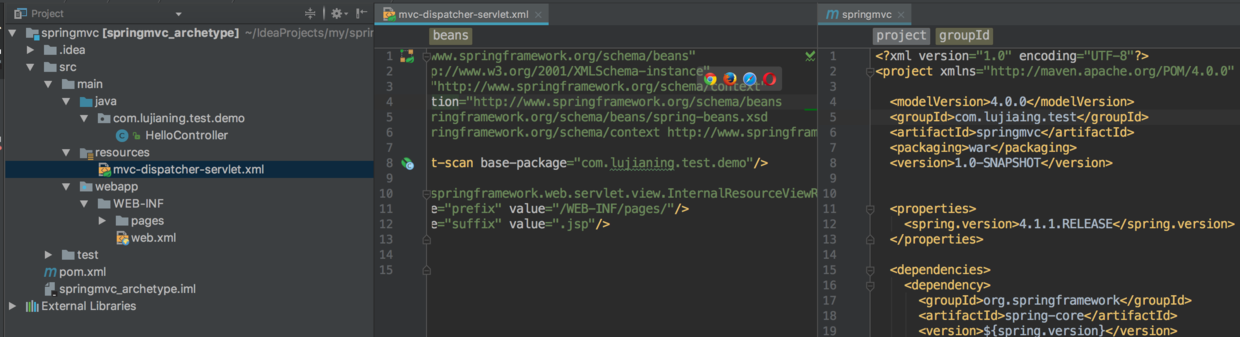 Project
springmvc [springmvc_archetype] ~/IdeaProjects/my/sprin
.idea
src
main
java
com.lujianing.test.demo
HelloController
resources
mvc-dispatcher-servlet.xml
webapp
WEB-INF
pages
web.xml
test
pom.xml
springmvc_archetype.iml
External Libraries
mvc-dispatcher-servlet.xml
beans
1 www.springframework.org/schema/beans"
2 p://www.w3.org/2001/XMLSchema-instance"
3 "http://www.springframework.org/schema/context"
4 tion="http://www.springframework.org/schema/beans
5 ringframework.org/schema/beans/spring-beans.xsd
6 ringframework.org/schema/context http://www.springfram
7
8 t-scan base-package="com.lujianing.test.demo"/>
9
10 springframework.web.servlet.view.InternalResourceViewR
11 e="prefix" value="/WEB-INF/pages/"/>
12 e="suffix" value=".jsp"/>
13
14
15
springmvc
project groupId
1 <?xml version="1.0" encoding="UTF-8"?>
2 <project xmlns="http://maven.apache.org/POM/4.0.0"
3
4 <modelVersion>4.0.0</modelVersion>
5 <groupId>com.lujiaing.test</groupId>
6 <artifactId>springmvc</artifactId>
7 <packaging>war</packaging>
8 <version>1.0-SNAPSHOT</version>
9
10
11 <properties>
12 <spring.version>4.1.1.RELEASE</spring.version>
13 </properties>
14
15 <dependencies>
16 <dependency>
17 <groupId>org.springframework</groupId>
18 <artifactId>spring-core</artifactId>
19 <version>${spring.version}</version>